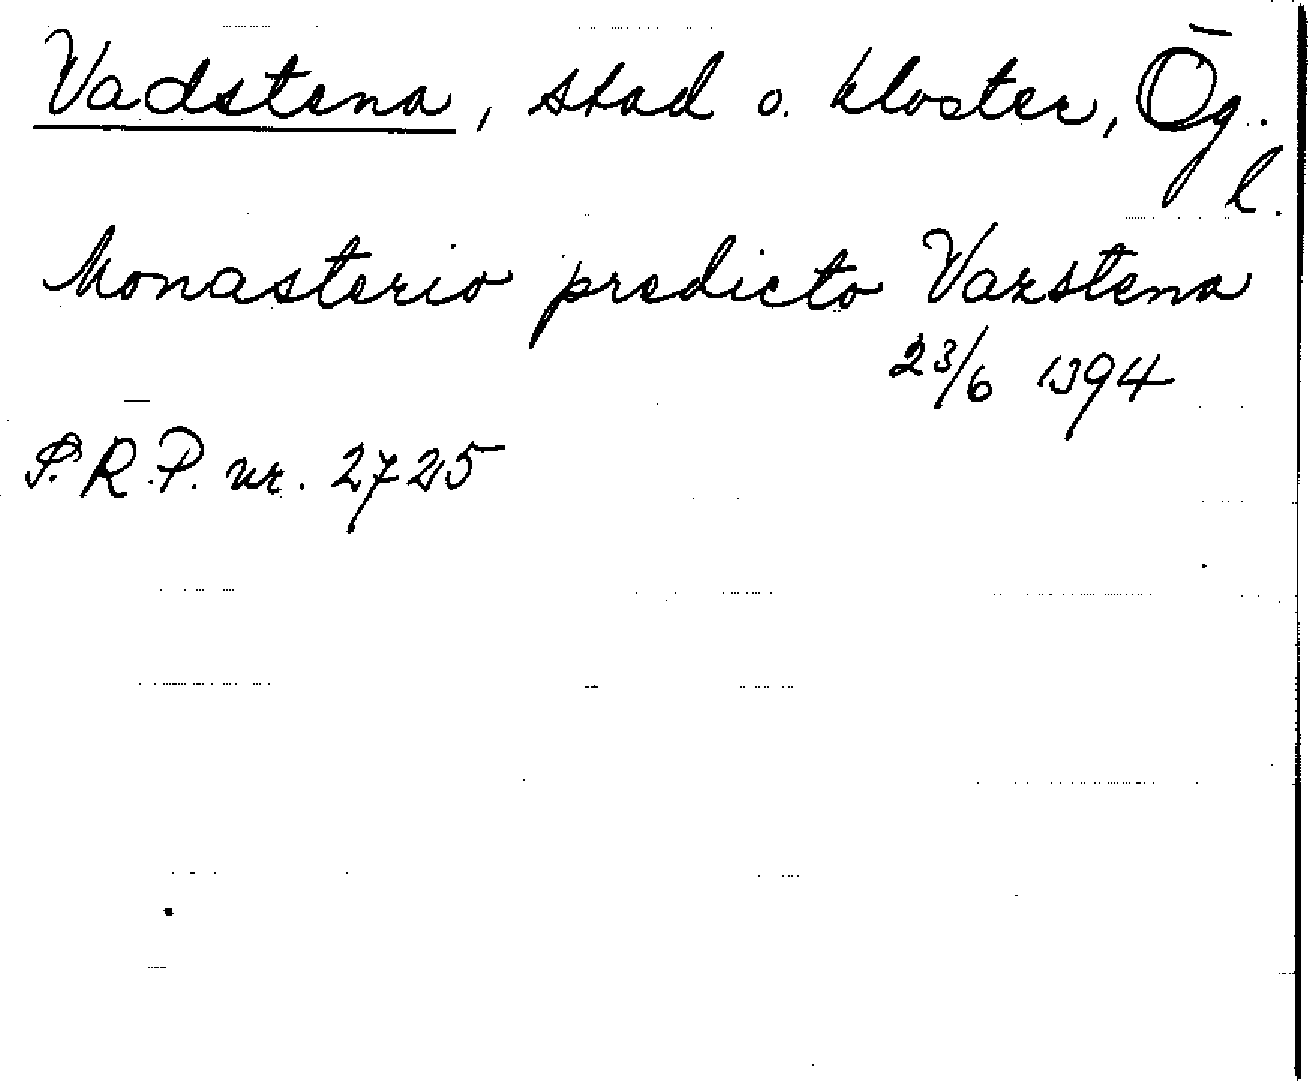 Vadstena, stad o. kloster, Ög.
l.
Monasterio predicto Vazstena
23/6 1394
S.R.P. nr. 2725